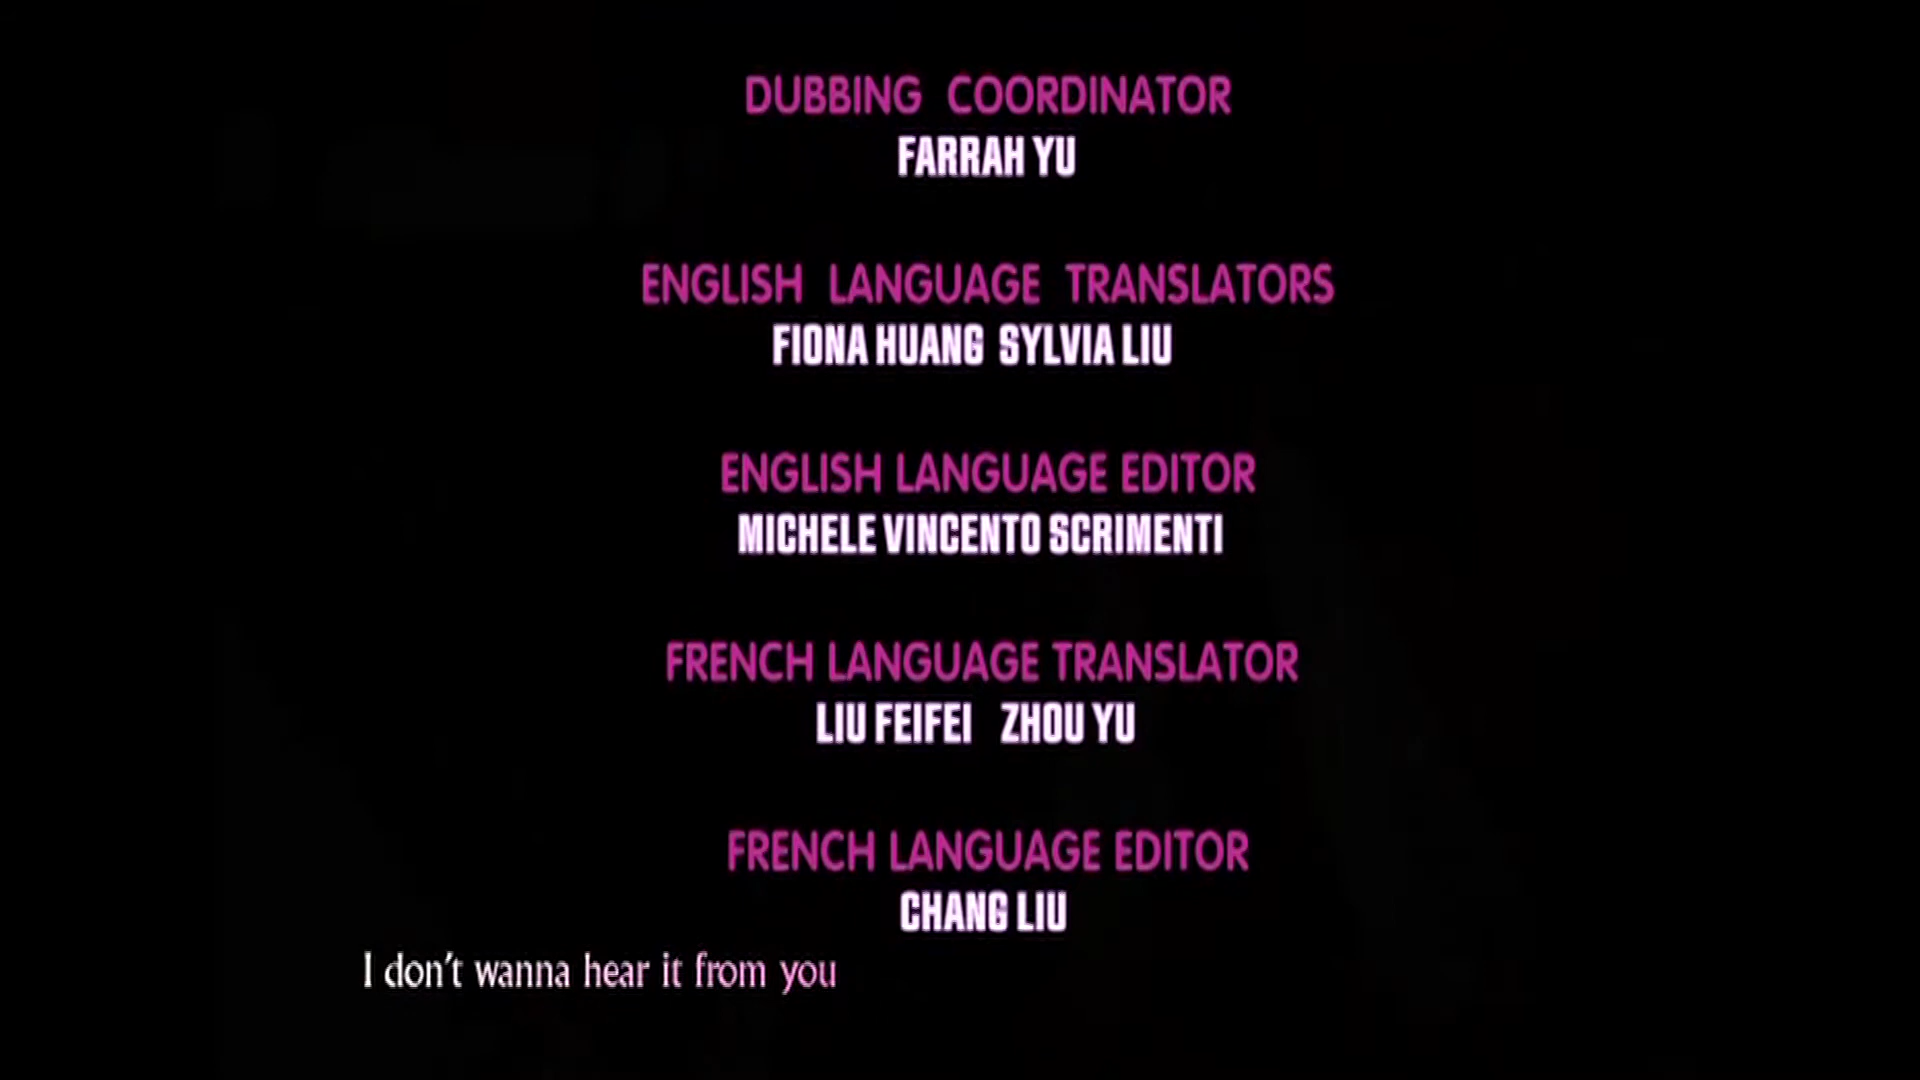 DUBBING COORDINATOR
FARRAH YU
ENGLISH LANGUAGE TRANSLATORS
FIONA HUANG SYLVIA LIU
ENGLISH LANGUAGE EDITOR
MICHELE VINCENTO SCRIMENTI
FRENCH LANGUAGE TRANSLATOR
LIU FEIFEI ZHOU YU
FRENCH LANGUAGE EDITOR
CHANG LIU
I don't wanna hear it from you